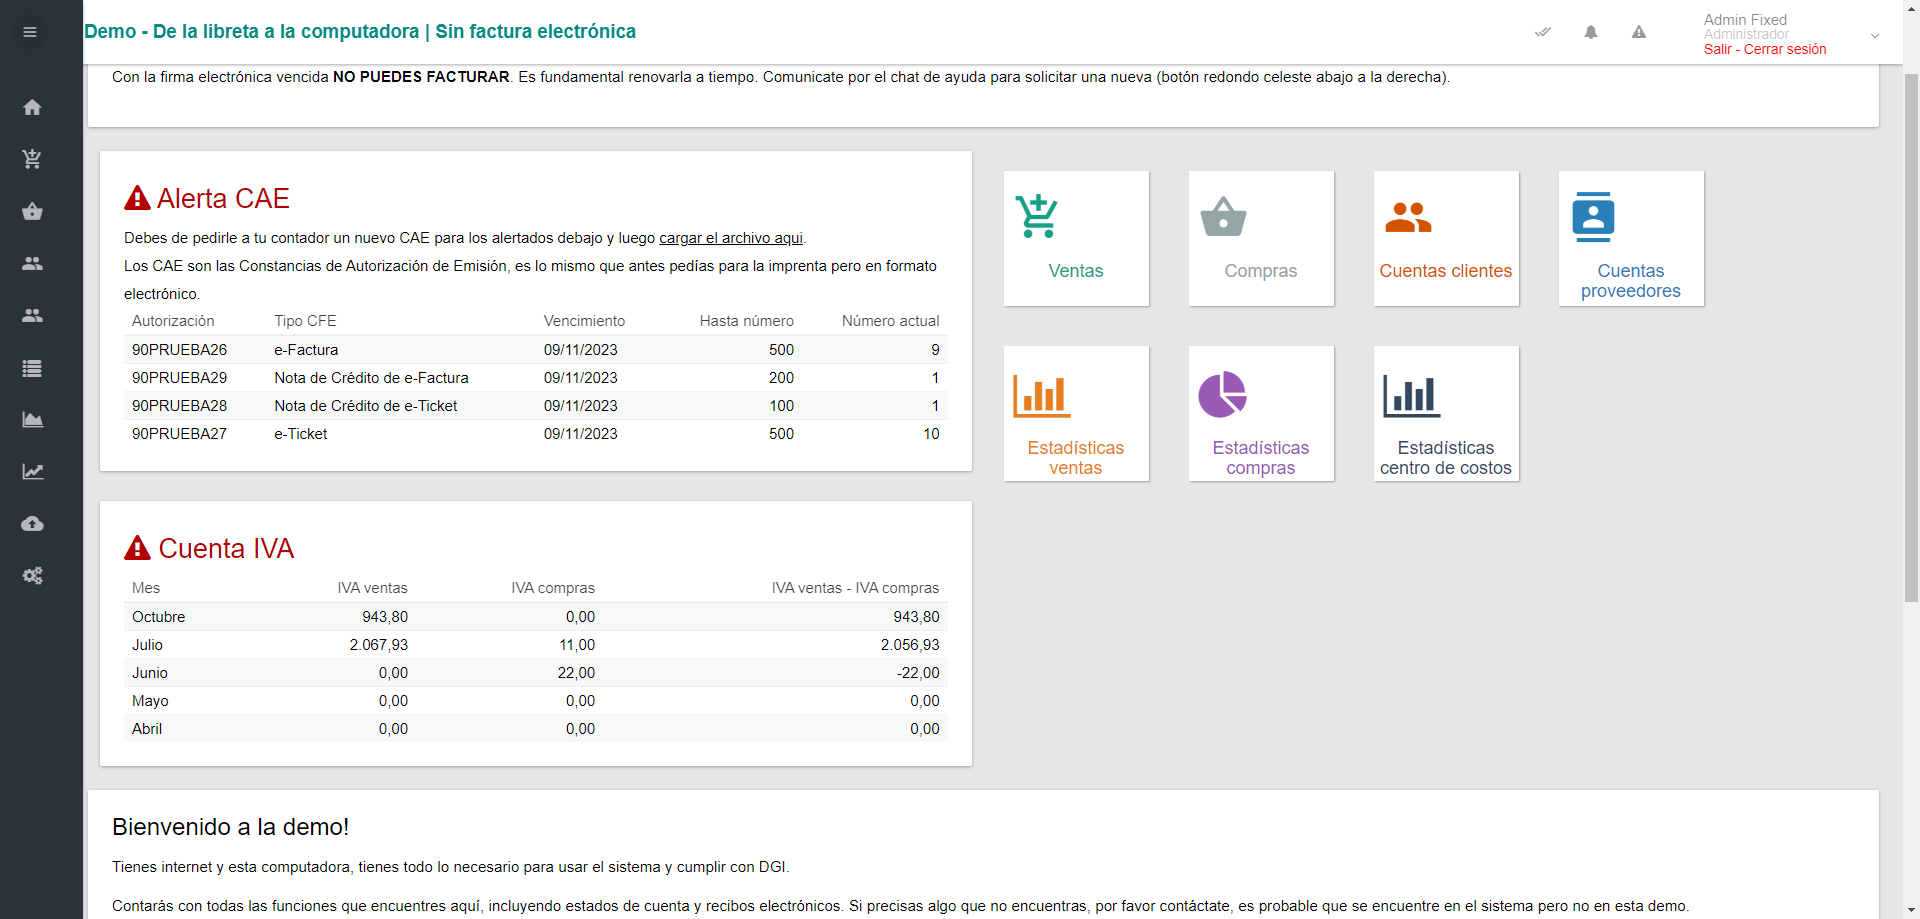 Demo - De la libreta a la computadora | Sin factura electrónica
Admin Fixed
Administrador
Salir - Cerrar sesión
Con la firma electrónica vencida NO PUEDES FACTURAR. Es fundamental renovarla a tiempo. Comunicate por el chat de ayuda para solicitar una nueva (botón redondo celeste abajo a la derecha).
Alerta CAE
Debes de pedirle a tu contador un nuevo CAE para los alertados debajo y luego cargar el archivo aqui.
Los CAE son las Constancias de Autorización de Emisión, es lo mismo que antes pedías para la imprenta pero en formato
electrónico.
Autorización Tipo CFE Vencimiento Hasta número Número actual
90PRUEBA26 e-Factura 09/11/2023 500 9
90PRUEBA29 Nota de Crédito de e-Factura 09/11/2023 200 1
90PRUEBA28 Nota de Crédito de e-Ticket 09/11/2023 100 1
90PRUEBA27 e-Ticket 09/11/2023 500 10
Ventas
Compras
Cuentas clientes
Cuentas
proveedores
Estadísticas
ventas
Estadísticas
compras
Estadísticas
centro de costos
Cuenta IVA
Mes IVA ventas IVA compras IVA ventas - IVA compras
Octubre 943,80 0,00 943,80
Julio 2.067,93 11,00 2.056,93
Junio 0,00 22,00 -22,00
Mayo 0,00 0,00 0,00
Abril 0,00 0,00 0,00
Bienvenido a la demo!
Tienes internet y esta computadora, tienes todo lo necesario para usar el sistema y cumplir con DGI.
Contarás con todas las funciones que encuentres aquí, incluyendo estados de cuenta y recibos electrónicos. Si precisas algo que no encuentras, por favor contáctate, es probable que se encuentre en el sistema pero no en esta demo.